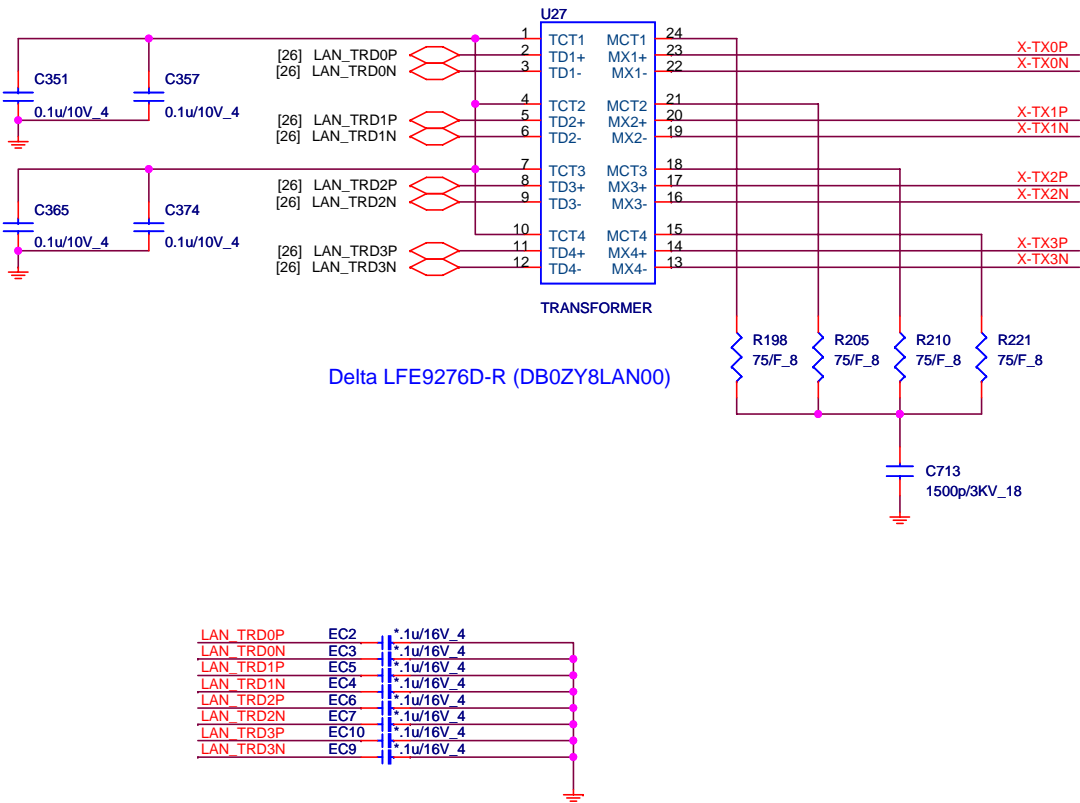 U27
1 TCT1 MCT1 24
[26] LAN_TRD0P 2 TD1+ MX1+ 23 X-TX0P
[26] LAN_TRD0N 3 TD1- MX1- 22 X-TX0N
C351 C357
0.1u/10V_4 0.1u/10V_4
4 TCT2 MCT2 21
[26] LAN_TRD1P 5 TD2+ MX2+ 20 X-TX1P
[26] LAN_TRD1N 6 TD2- MX2- 19 X-TX1N
7 TCT3 MCT3 18
[26] LAN_TRD2P 8 TD3+ MX3+ 17 X-TX2P
[26] LAN_TRD2N 9 TD3- MX3- 16 X-TX2N
C365 C374
0.1u/10V_4 0.1u/10V_4
10 TCT4 MCT4 15
[26] LAN_TRD3P 11 TD4+ MX4+ 14 X-TX3P
[26] LAN_TRD3N 12 TD4- MX4- 13 X-TX3N
TRANSFORMER
R198 R205 R210 R221
75/F_8 75/F_8 75/F_8 75/F_8
Delta LFE9276D-R (DB0ZY8LAN00)
C713
1500p/3KV_18
LAN_TRD0P EC2 *.1u/16V_4
LAN_TRD0N EC3 *.1u/16V_4
LAN_TRD1P EC5 *.1u/16V_4
LAN_TRD1N EC4 *.1u/16V_4
LAN_TRD2P EC6 *.1u/16V_4
LAN_TRD2N EC7 *.1u/16V_4
LAN_TRD3P EC10 *.1u/16V_4
LAN_TRD3N EC9 *.1u/16V_4